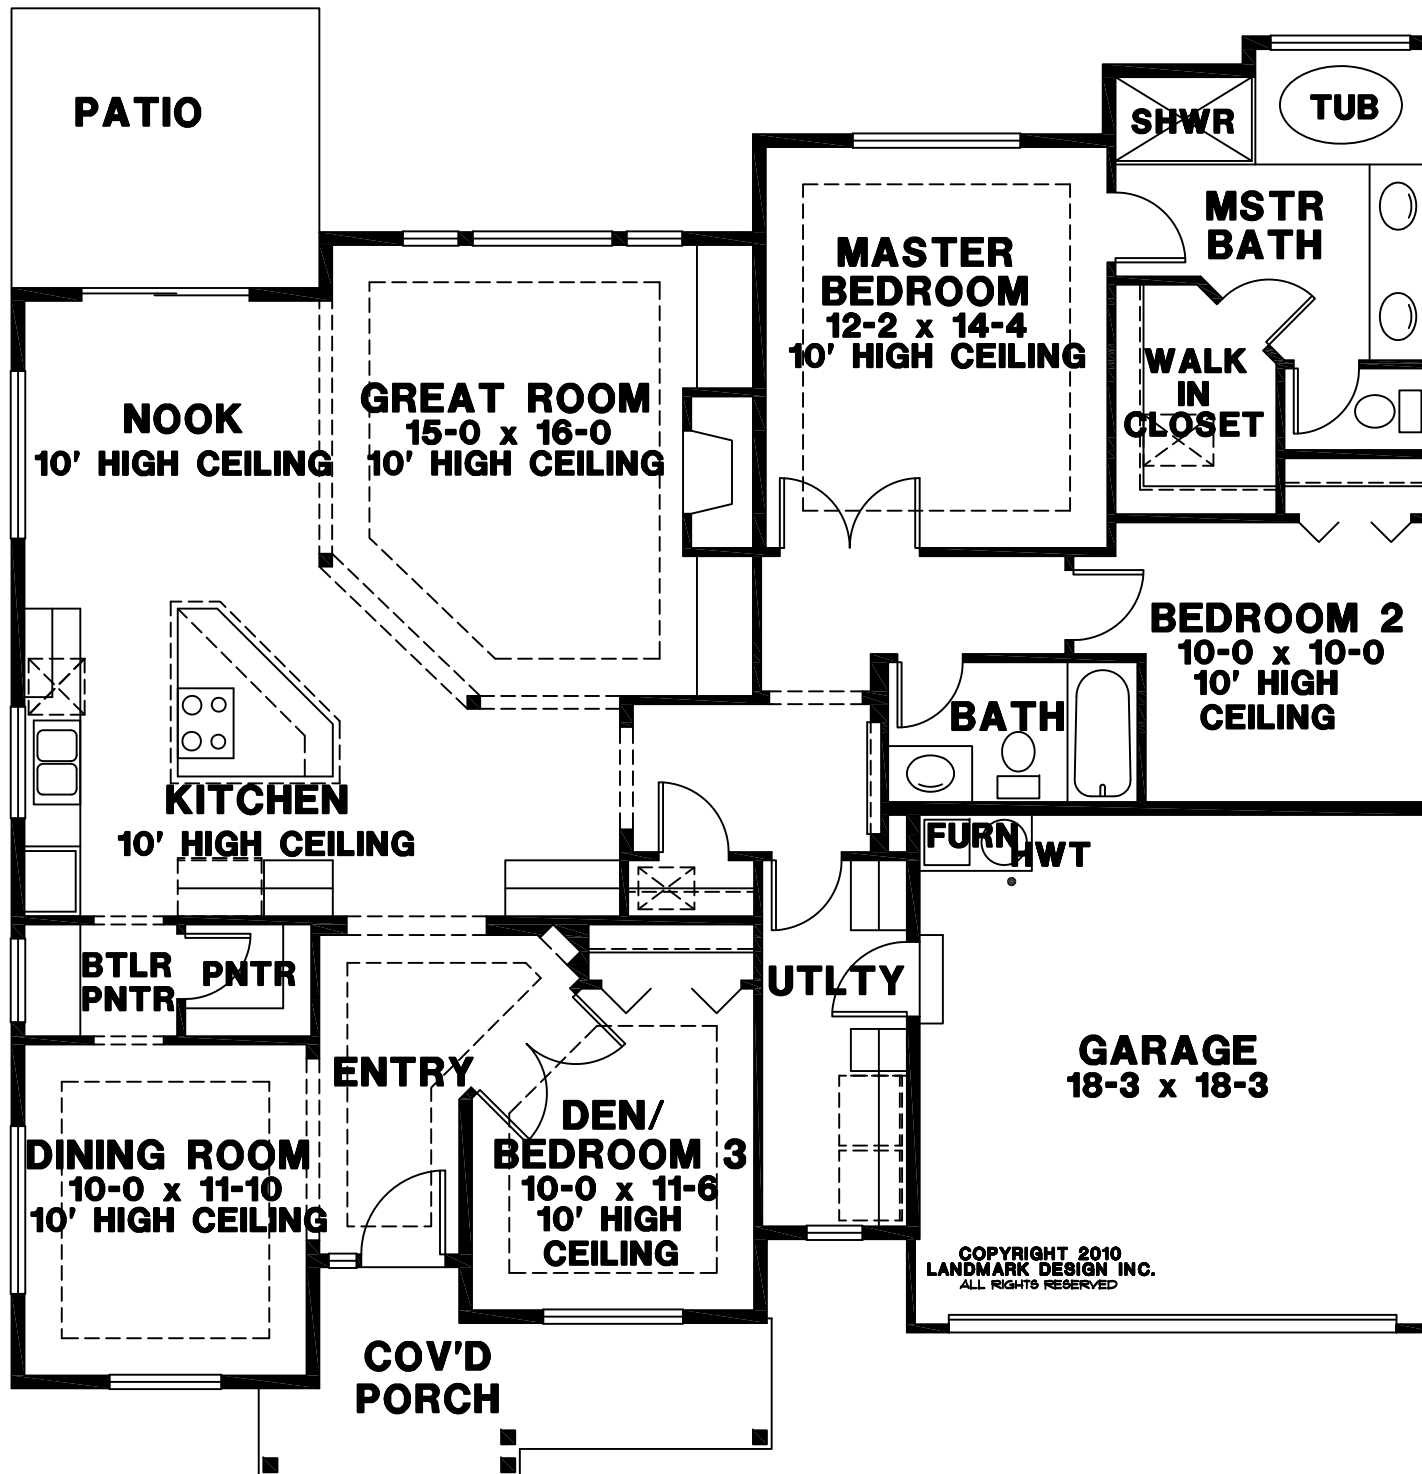 PATIO
SHWR
TUB
MSTR
BATH
MASTER
BEDROOM
12-2 x 14-4
10' HIGH CEILING
WALK
IN
CLOSET
GREAT ROOM
15-0 x 16-0
10' HIGH CEILING
NOOK
10' HIGH CEILING
BEDROOM 2
10-0 x 10-0
10' HIGH
CEILING
BATH
KITCHEN
10' HIGH CEILING
FURN
HWT
BTLR
PNTR
PNTR
UTLTY
ENTRY
GARAGE
18-3 x 18-3
DEN/
BEDROOM 3
10-0 x 11-6
10' HIGH
CEILING
DINING ROOM
10-0 x 11-10
10' HIGH CEILING
COPYRIGHT 2010
LANDMARK DESIGN INC.
ALL RIGHTS RESERVED
COV'D
PORCH